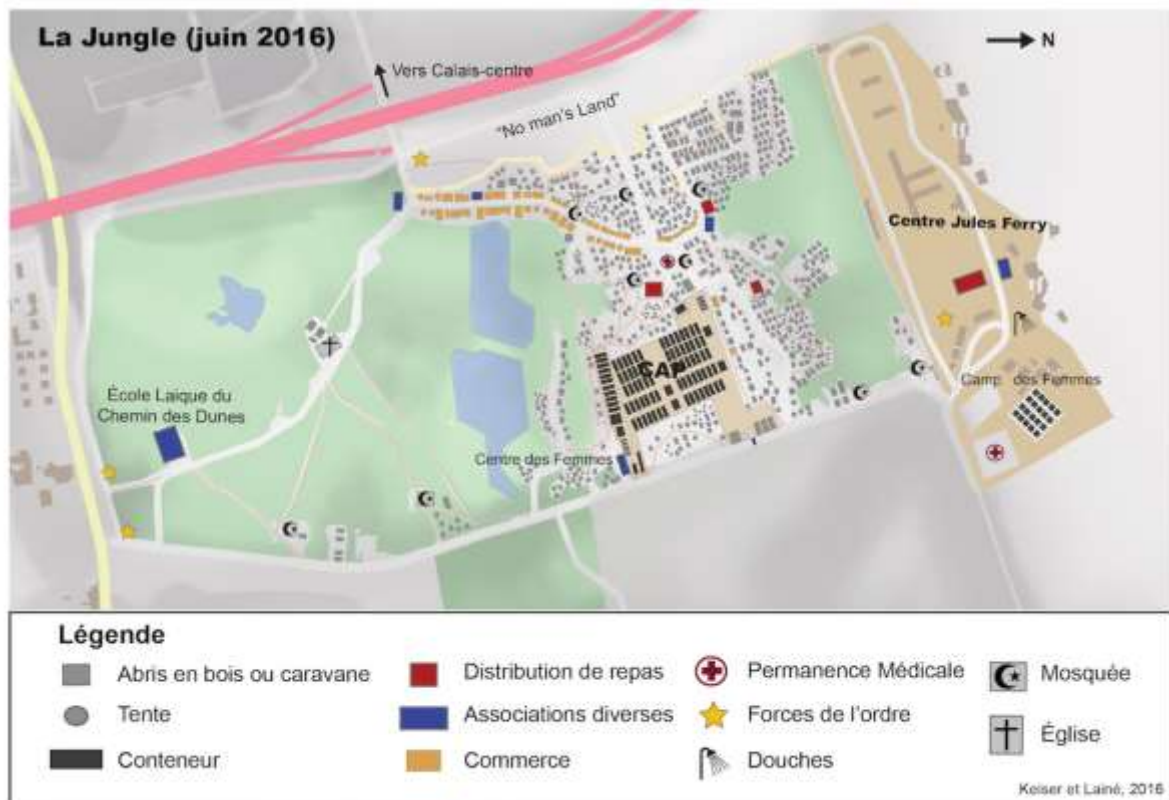 La Jungle (juin 2016)
N
Vers Calais-centre
"No man's Land"
Centre Jules Ferry
CAP
Camp des Femmes
École Laique du
Chemin des Dunes
Centre des Femmes
Légende
Abris en bois ou caravane
Distribution de repas
Permanence Médicale
Mosquée
Tente
Associations diverses
Forces de l'ordre
Église
Conteneur
Commerce
Douches
Keiser et Lainé, 2016